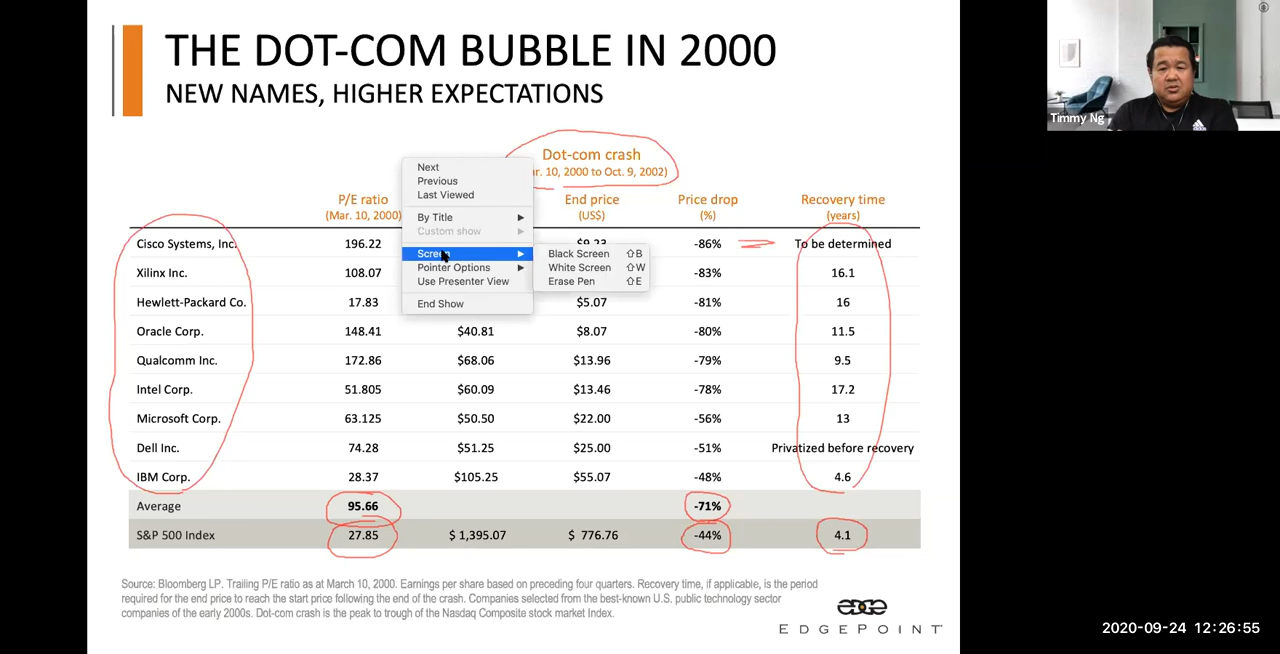 THE DOT-COM BUBBLE IN 2000
NEW NAMES, HIGHER EXPECTATIONS
Timmy Ng
Dot-com crash
10, 2000 to Oct. 9, 2002)
P/E ratio End price Price drop Recovery time
(Mar. 10, 2000) (US$) (%) (years)
Cisco Systems, Inc. 196.22 $9.23 -86% To be determined
Xilinx Inc. 108.07 -83% 16.1
Hewlett-Packard Co. 17.83 $5.07 -81% 16
Oracle Corp. 148.41 $40.81 $8.07 -80% 11.5
Qualcomm Inc. 172.86 $68.06 $13.96 -79% 9.5
Intel Corp. 51.805 $60.09 $13.46 -78% 17.2
Microsoft Corp. 63.125 $50.50 $22.00 -56% 13
Dell Inc. 74.28 $51.25 $25.00 -51% Privatized before recovery
IBM Corp. 28.37 $105.25 $55.07 -48% 4.6
Average 95.66 -71%
S&P 500 Index 27.85 $ 1,395.07 $ 776.76 -44% 4.1
Next
Previous
Last Viewed
By Title
Custom show
Screen
Pointer Options
Use Presenter View
End Show
Black Screen ⇧B
White Screen ⇧W
Erase Pen ⇧E
Source: Bloomberg LP. Trailing P/E ratio as at March 10, 2000. Earnings per share based on preceding four quarters. Recovery time, if applicable, is the period
required for the end price to reach the start price following the end of the crash. Companies selected from the best-known U.S. public technology sector
companies of the early 2000s. Dot-com crash is the peak to trough of the Nasdaq Composite stock market Index.
edge
EDGEPOINT
2020-09-24 12:26:55